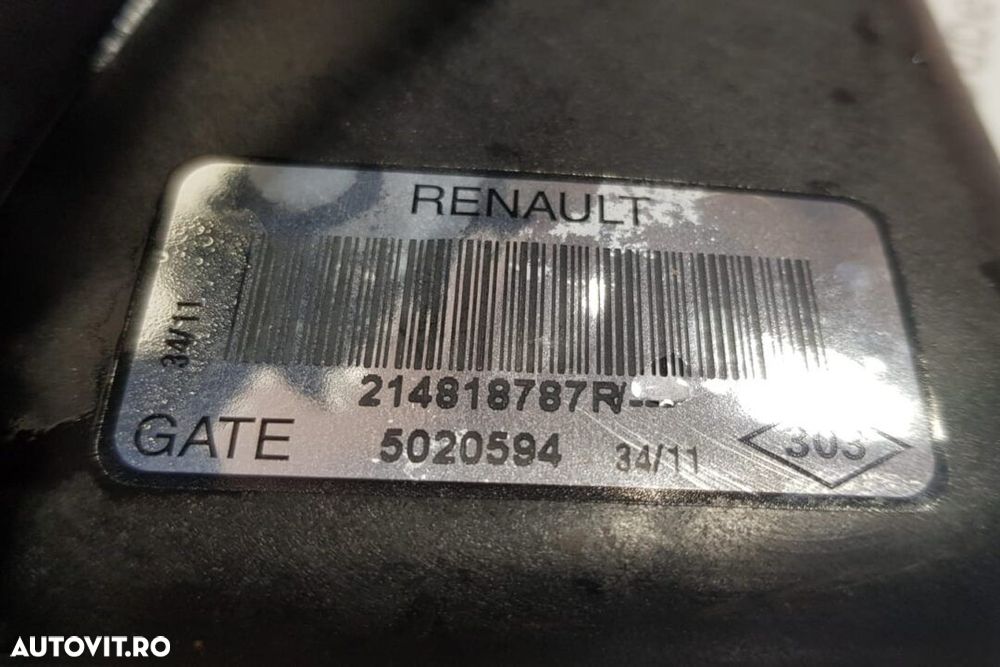 RENAULT
34/11
214818787R/---
GATE 5020594 34/11 303
AUTOVIT.RO